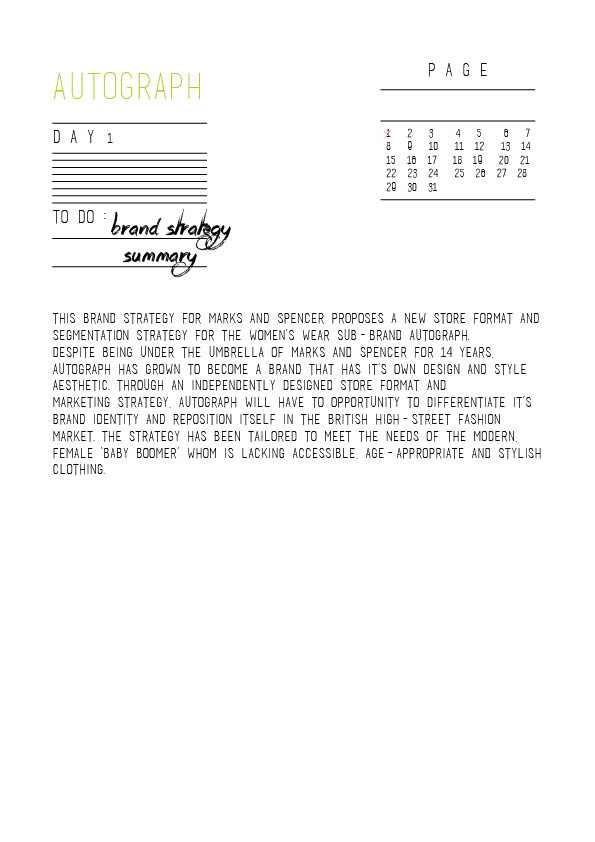 AUTOGRAPH
PAGE
DAY 1
1 2 3 4 5 6 7
8 9 10 11 12 13 14
15 16 17 18 19 20 21
22 23 24 25 26 27 28
29 30 31
TO DO : brand strategy
summary
THIS BRAND STRATEGY FOR MARKS AND SPENCER PROPOSES A NEW STORE FORMAT AND
SEGMENTATION STRATEGY FOR THE WOMEN'S WEAR SUB - BRAND AUTOGRAPH.
DESPITE BEING UNDER THE UMBRELLA OF MARKS AND SPENCER FOR 14 YEARS,
AUTOGRAPH HAS GROWN TO BECOME A BRAND THAT HAS IT'S OWN DESIGN AND STYLE
AESTHETIC. THROUGH AN INDEPENDENTLY DESIGNED STORE FORMAT AND
MARKETING STRATEGY, AUTOGRAPH WILL HAVE TO OPPORTUNITY TO DIFFERENTIATE IT'S
BRAND IDENTITY AND REPOSITION ITSELF IN THE BRITISH HIGH - STREET FASHION
MARKET. THE STRATEGY HAS BEEN TAILORED TO MEET THE NEEDS OF THE MODERN,
FEMALE 'BABY BOOMER' WHOM IS LACKING ACCESSIBLE, AGE - APPROPRIATE AND STYLISH
CLOTHING.